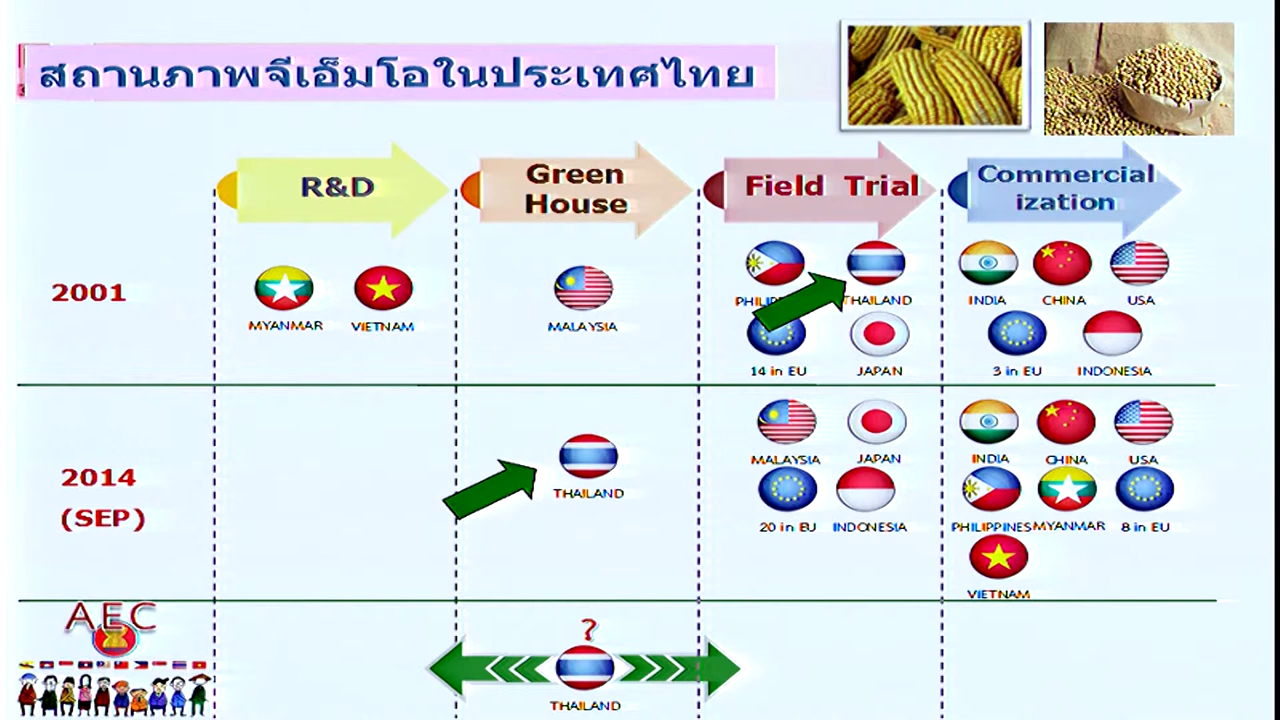 สถานภาพจีเอ็มโอในประเทศไทย
R&D
Green
House
Field Trial
Commercial
ization
2001
MYANMAR VIETNAM
MALAYSIA
THAILAND
14 in EU JAPAN
INDIA CHINA USA
3 in EU INDONESIA
2014
(SEP)
THAILAND
MALAYSIA JAPAN
20 in EU INDONESIA
INDIA CHINA USA
PHILIPPINES MYANMAR 8 in EU
VIETNAM
AEC
?
THAILAND